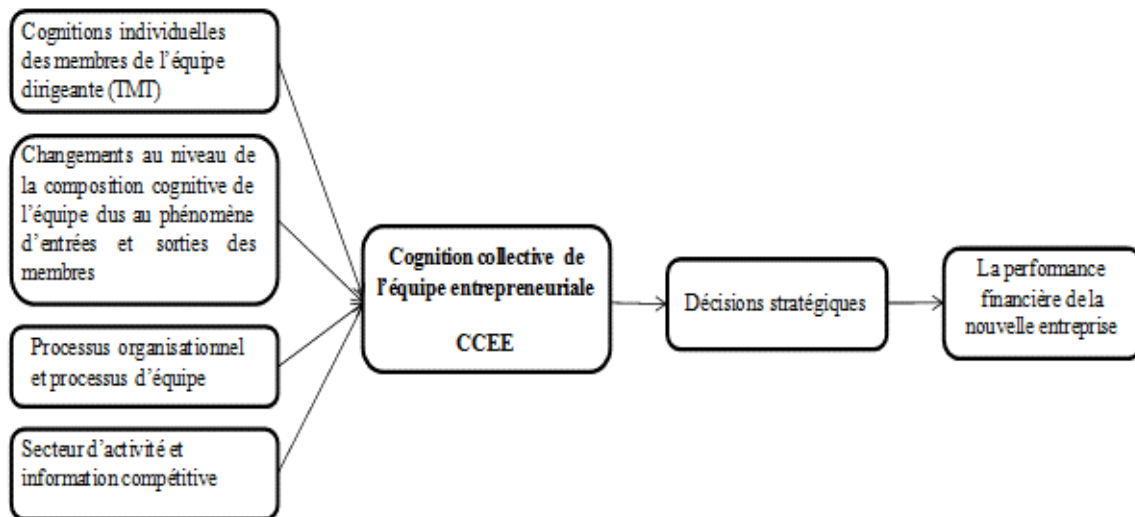 Cognitions individuelles
des membres de l'équipe
dirigeante (TMT)
Changements au niveau de
la composition cognitive de
l'équipe dus au phénomène
d'entrées et sorties des
membres
Processus organisationnel
et processus d'équipe
Secteur d'activité et
information compétitive
Cognition collective de
l'équipe entrepreneuriale
CCEE
Décisions stratégiques
La performance
financière de la
nouvelle entreprise